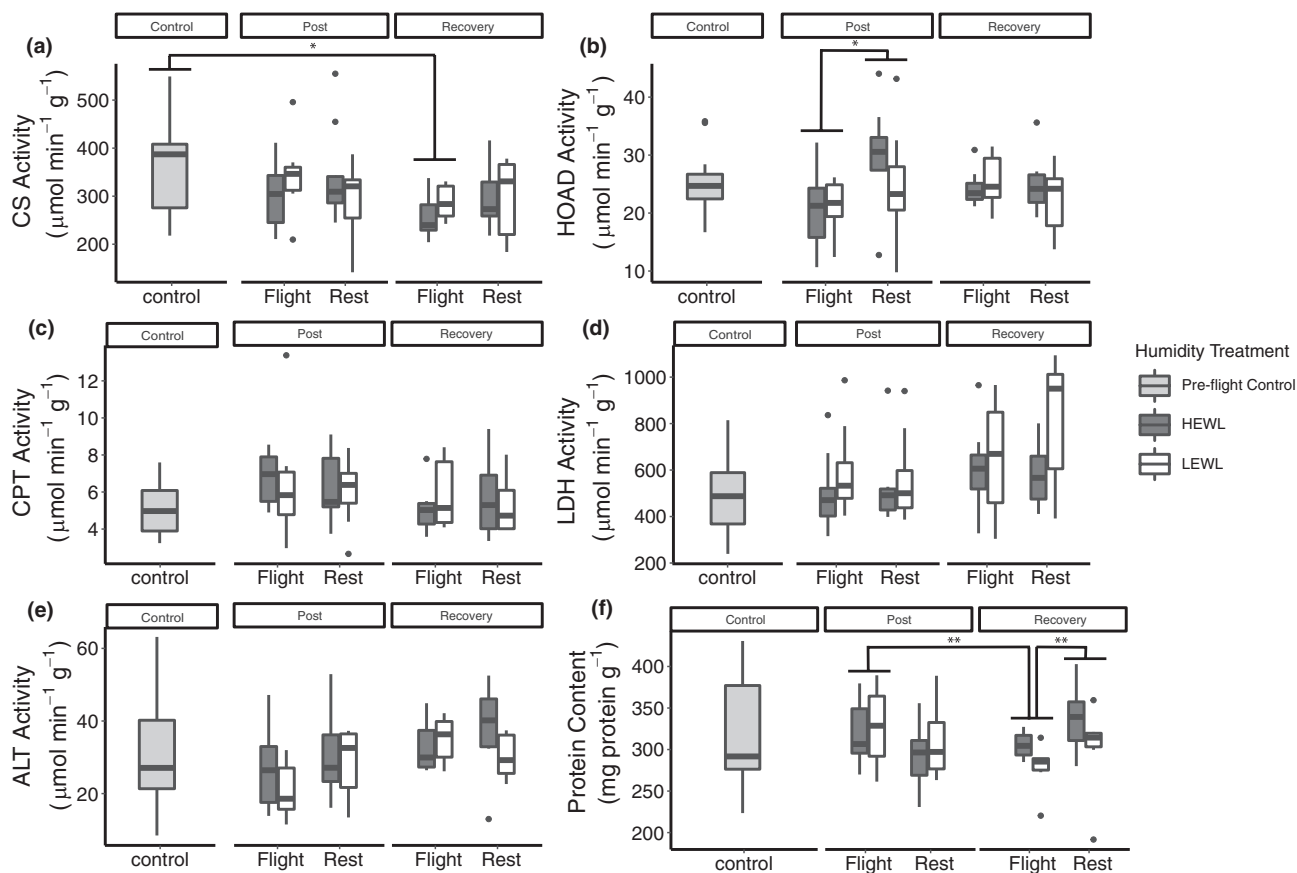 Control Post Recovery
(a)
*
CS Activity
(μmol min⁻¹ g⁻¹)
500
400
300
200
control Flight Rest Flight Rest
Control Post Recovery
(b)
*
HOAD Activity
(μmol min⁻¹ g⁻¹)
40
30
20
10
control Flight Rest Flight Rest
(c)
Control Post Recovery
CPT Activity
(μmol min⁻¹ g⁻¹)
12
10
8
6
4
control Flight Rest Flight Rest
(d)
Control Post Recovery
LDH Activity
(μmol min⁻¹ g⁻¹)
1000
800
600
400
200
control Flight Rest Flight Rest
Humidity Treatment
Pre-flight Control
HEWL
LEWL
(e)
Control Post Recovery
ALT Activity
(μmol min⁻¹ g⁻¹)
60
40
20
control Flight Rest Flight Rest
(f)
Control Post Recovery
** **
Protein Content
(mg protein g⁻¹)
400
350
300
250
200
control Flight Rest Flight Rest